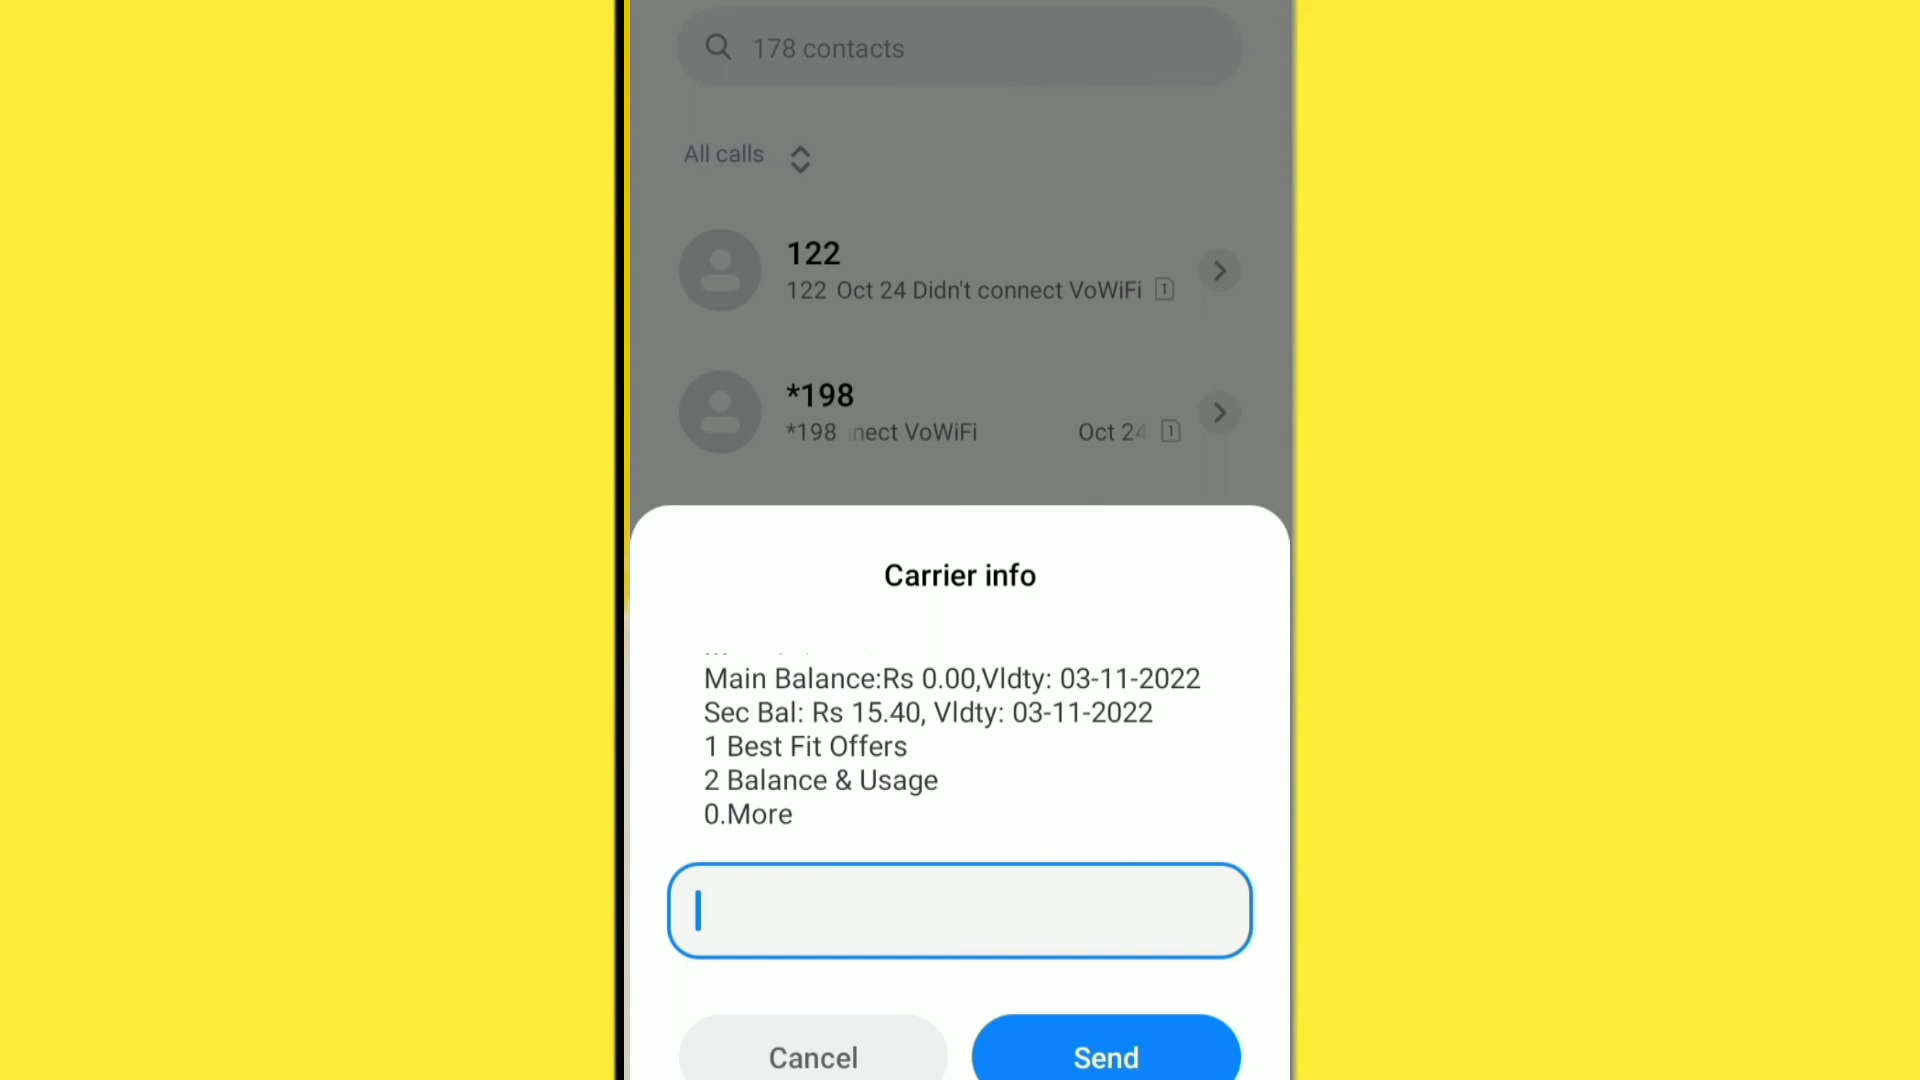 178 contacts
All calls
122
122 Oct 24 Didn't connect VoWiFi 1
*198
*198 nect VoWiFi Oct 24 1
Carrier info
Main Balance:Rs 0.00,Vldty: 03-11-2022
Sec Bal: Rs 15.40, Vldty: 03-11-2022
1 Best Fit Offers
2 Balance & Usage
0.More
Cancel
Send